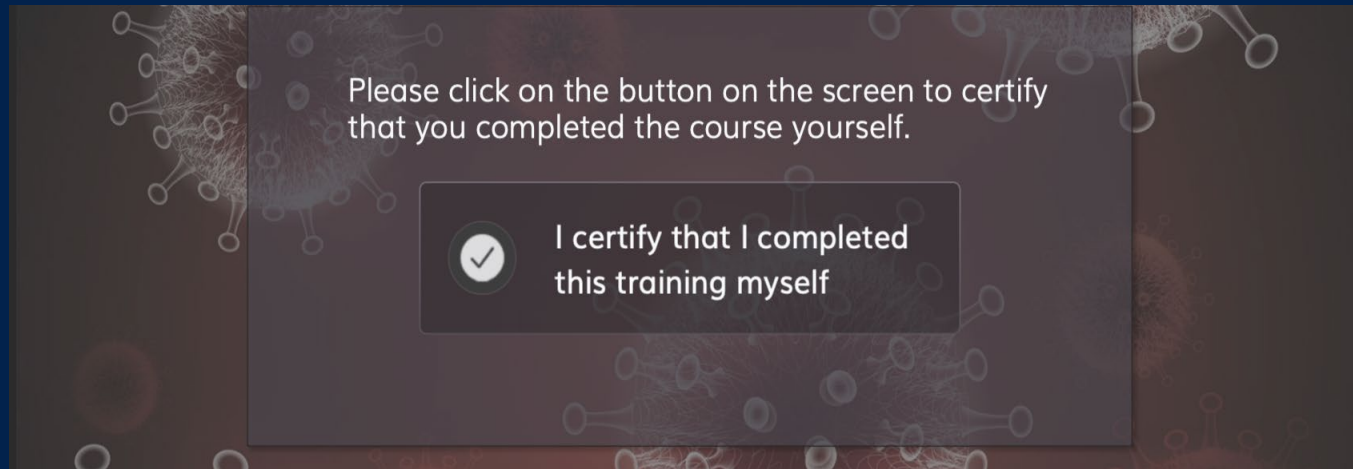 Please click on the button on the screen to certify
that you completed the course yourself.
I certify that I completed
this training myself